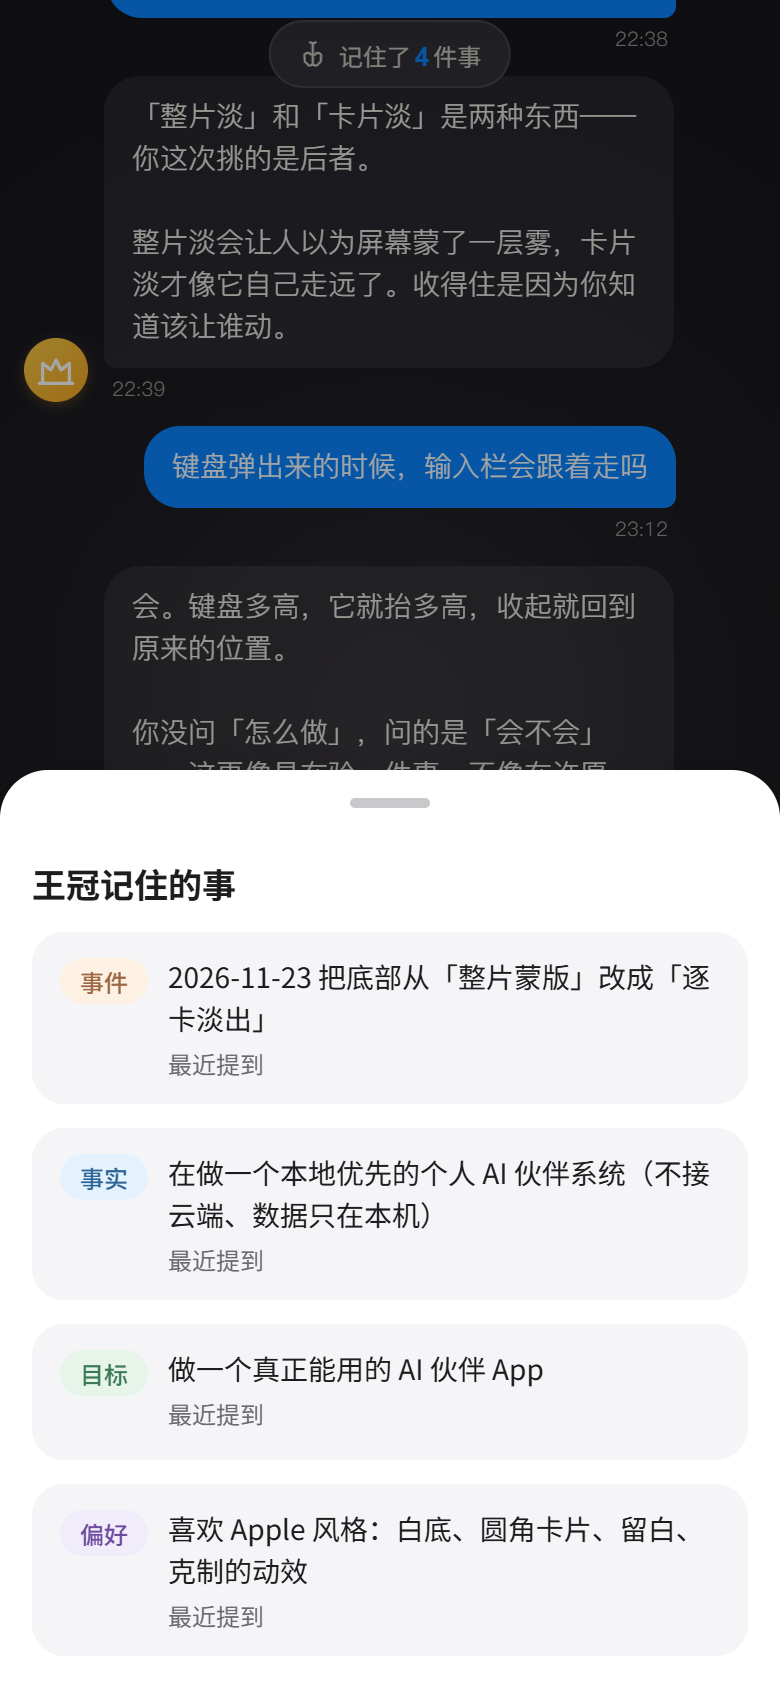 22:38
记住了 4 件事
「整片淡」和「卡片淡」是两种东西——
你这次挑的是后者。
整片淡会让人以为屏幕蒙了一层雾，卡片
淡才像它自己走远了。收得住是因为你知
道该让谁动。
22:39
键盘弹出来的时候，输入栏会跟着走吗
23:12
会。键盘多高，它就抬多高，收起就回到
原来的位置。
你没问「怎么做」，问的是「会不会」
王冠记住的事
事件
2026-11-23 把底部从「整片蒙版」改成「逐
卡淡出」
最近提到
事实
在做一个本地优先的个人 AI 伙伴系统（不接
云端、数据只在本机）
最近提到
目标
做一个真正能用的 AI 伙伴 App
最近提到
偏好
喜欢 Apple 风格：白底、圆角卡片、留白、
克制的动效
最近提到